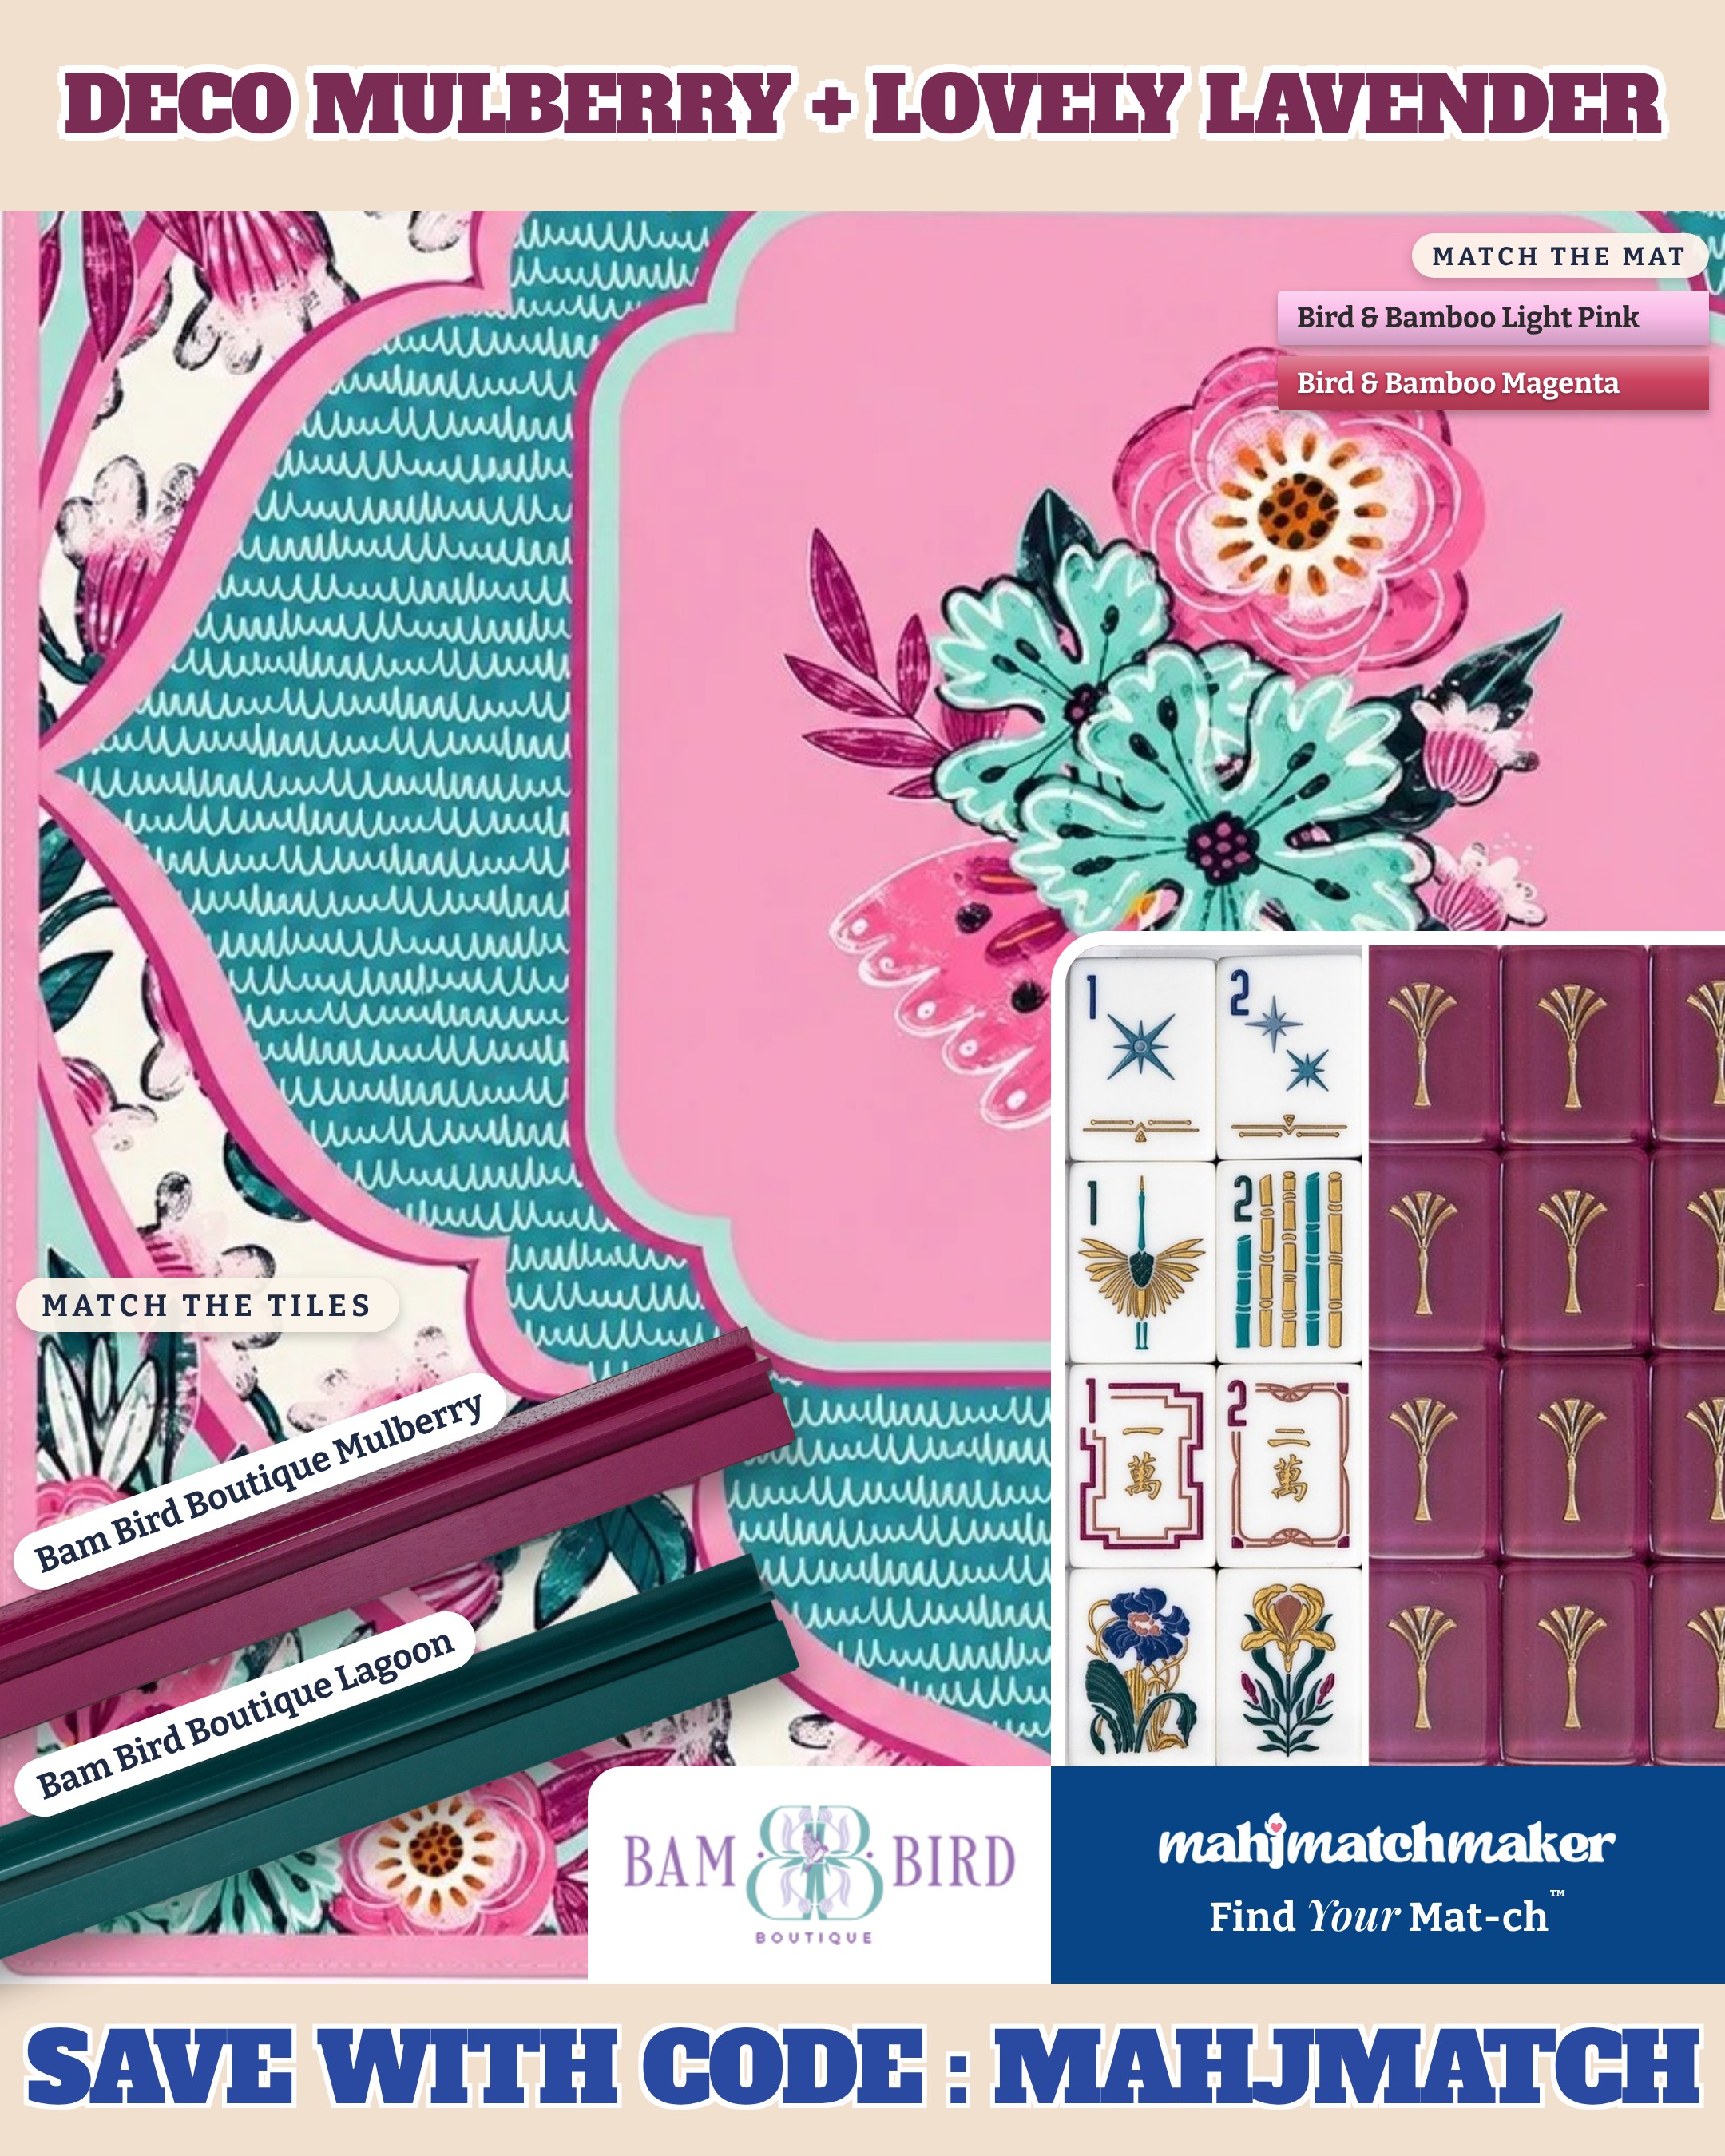 DECO MULBERRY + LOVELY LAVENDER
MATCH THE MAT
Bird & Bamboo Light Pink
Bird & Bamboo Magenta
1
2
1
2
1
2
一
萬
二
萬
MATCH THE TILES
Bam Bird Boutique Mulberry
Bam Bird Boutique Lagoon
BAM BIRD
BOUTIQUE
mahjmatchmaker
Find Your Mat-ch™
SAVE WITH CODE : MAHJMATCH